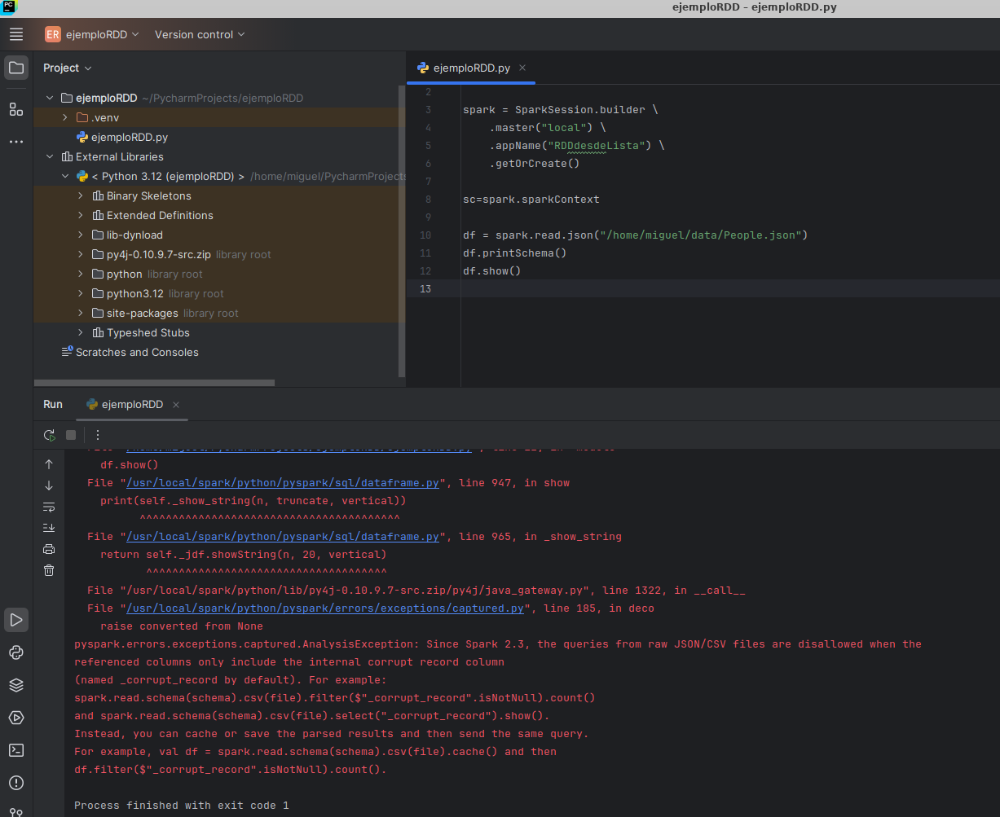 PC
ejemploRDD – ejemploRDD.py
ER ejemploRDD Version control
Project
ejemploRDD ~/PycharmProjects/ejemploRDD
.venv
ejemploRDD.py
External Libraries
< Python 3.12 (ejemploRDD) > /home/miguel/PycharmProjects
Binary Skeletons
Extended Definitions
lib-dynload
py4j-0.10.9.7-src.zip library root
python library root
python3.12 library root
site-packages library root
Typeshed Stubs
Scratches and Consoles
ejemploRDD.py
2
3 spark = SparkSession.builder \
4 .master("local") \
5 .appName("RDDdesdeLista") \
6 .getOrCreate()
7
8 sc=spark.sparkContext
9
10 df = spark.read.json("/home/miguel/data/People.json")
11 df.printSchema()
12 df.show()
13
Run ejemploRDD
df.show()
File "/usr/local/spark/python/pyspark/sql/dataframe.py", line 947, in show
print(self._show_string(n, truncate, vertical))
^^^^^^^^^^^^^^^^^^^^^^^^^^^^^^^^^^^^^^^^
File "/usr/local/spark/python/pyspark/sql/dataframe.py", line 965, in _show_string
return self._jdf.showString(n, 20, vertical)
^^^^^^^^^^^^^^^^^^^^^^^^^^^^^^^^^^^^^
File "/usr/local/spark/python/lib/py4j-0.10.9.7-src.zip/py4j/java_gateway.py", line 1322, in __call__
File "/usr/local/spark/python/pyspark/errors/exceptions/captured.py", line 185, in deco
raise converted from None
pyspark.errors.exceptions.captured.AnalysisException: Since Spark 2.3, the queries from raw JSON/CSV files are disallowed when the
referenced columns only include the internal corrupt record column
(named _corrupt_record by default). For example:
spark.read.schema(schema).csv(file).filter($"_corrupt_record".isNotNull).count()
and spark.read.schema(schema).csv(file).select("_corrupt_record").show().
Instead, you can cache or save the parsed results and then send the same query.
For example, val df = spark.read.schema(schema).csv(file).cache() and then
df.filter($"_corrupt_record".isNotNull).count().
Process finished with exit code 1